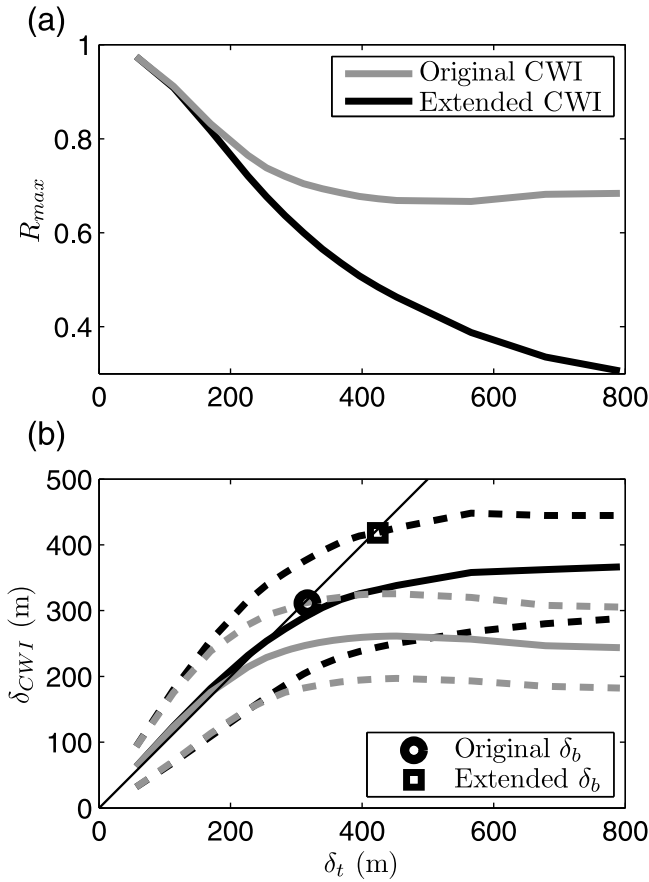 (a)
1
0.8
0.6
0.4
R_max
Original CWI
Extended CWI
0 200 400 600 800
(b)
500
400
300
200
100
0
δ_CWI (m)
Original δ_b
Extended δ_b
0 200 400 600 800
δ_t (m)